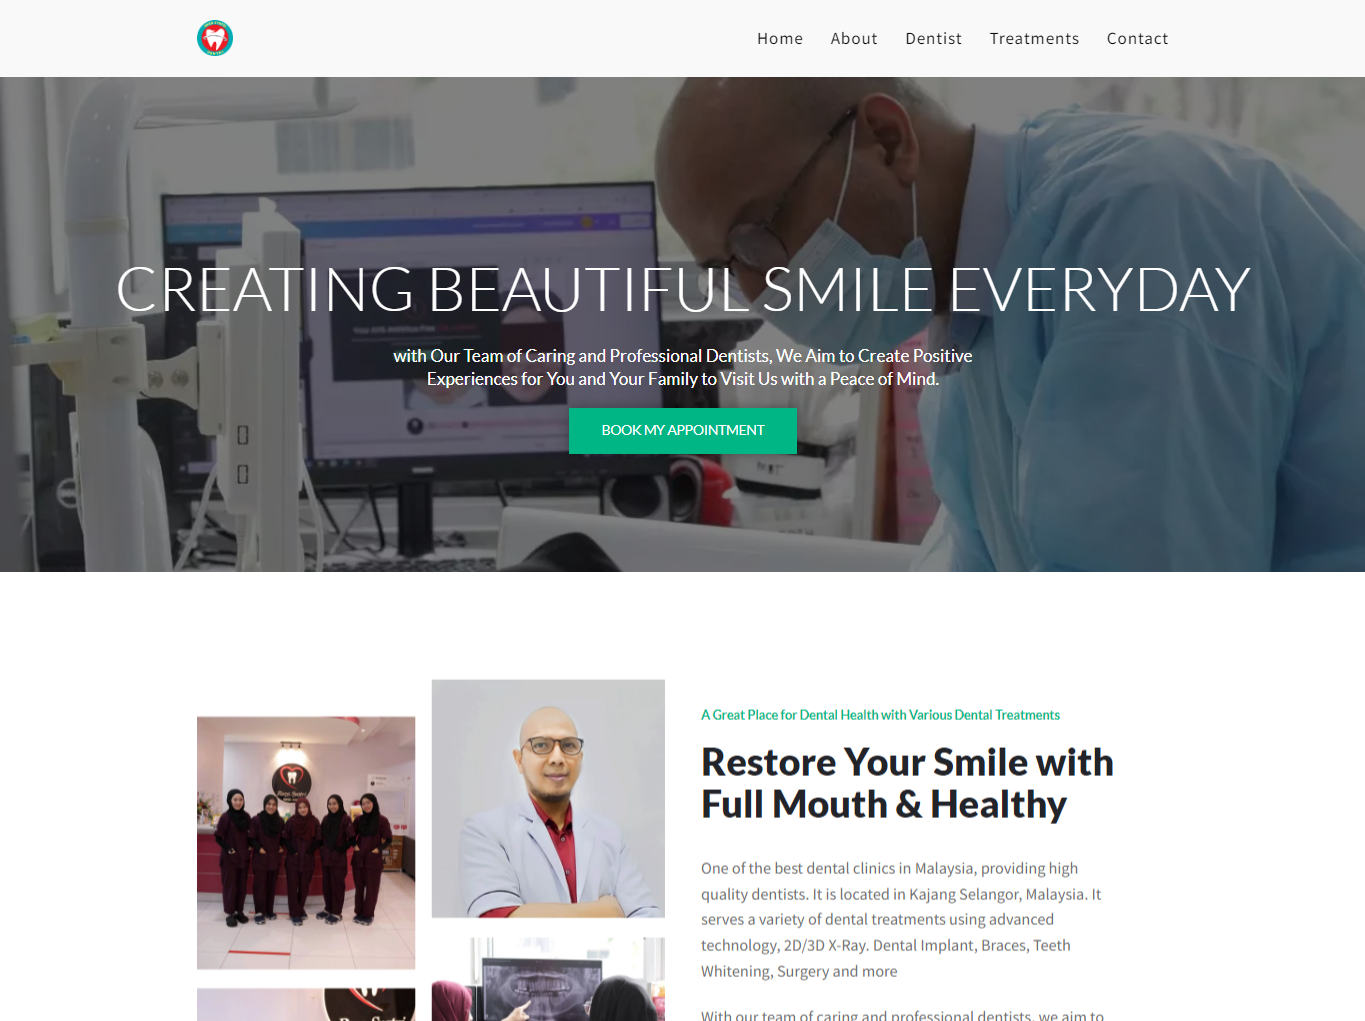 Home About Dentist Treatments Contact
CREATING BEAUTIFUL SMILE EVERYDAY
with Our Team of Caring and Professional Dentists, We Aim to Create Positive
Experiences for You and Your Family to Visit Us with a Peace of Mind.
BOOK MY APPOINTMENT
A Great Place for Dental Health with Various Dental Treatments
Restore Your Smile with
Full Mouth & Healthy
One of the best dental clinics in Malaysia, providing high
quality dentists. It is located in Kajang Selangor, Malaysia. It
serves a variety of dental treatments using advanced
technology, 2D/3D X-Ray. Dental Implant, Braces, Teeth
Whitening, Surgery and more
With our team of caring and professional dentists, we aim to